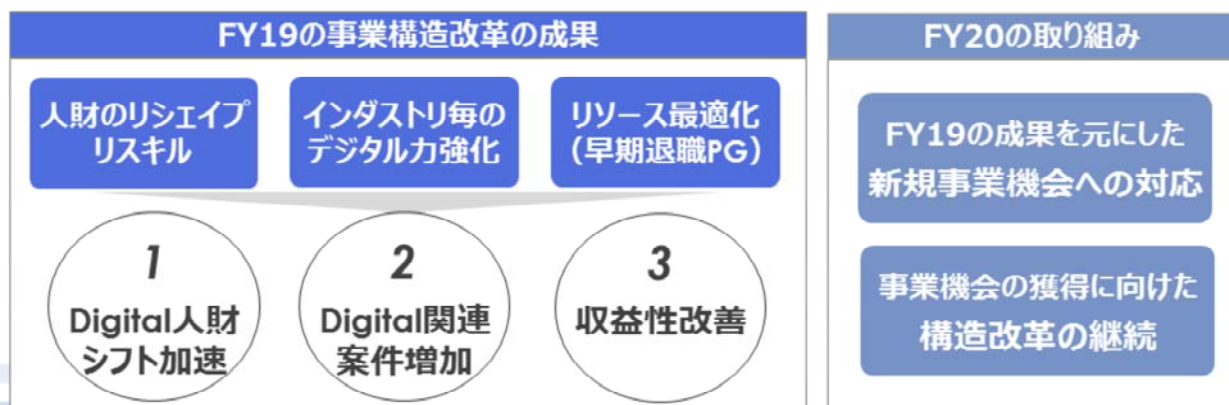 FY19の事業構造改革の成果
人財のリシェイプ
リスキル
インダストリ毎の
デジタル力強化
リソース最適化
(早期退職PG)
1
Digital人財
シフト加速
2
Digital関連
案件増加
3
収益性改善
FY20の取り組み
FY19の成果を元にした
新規事業機会への対応
事業機会の獲得に向けた
構造改革の継続